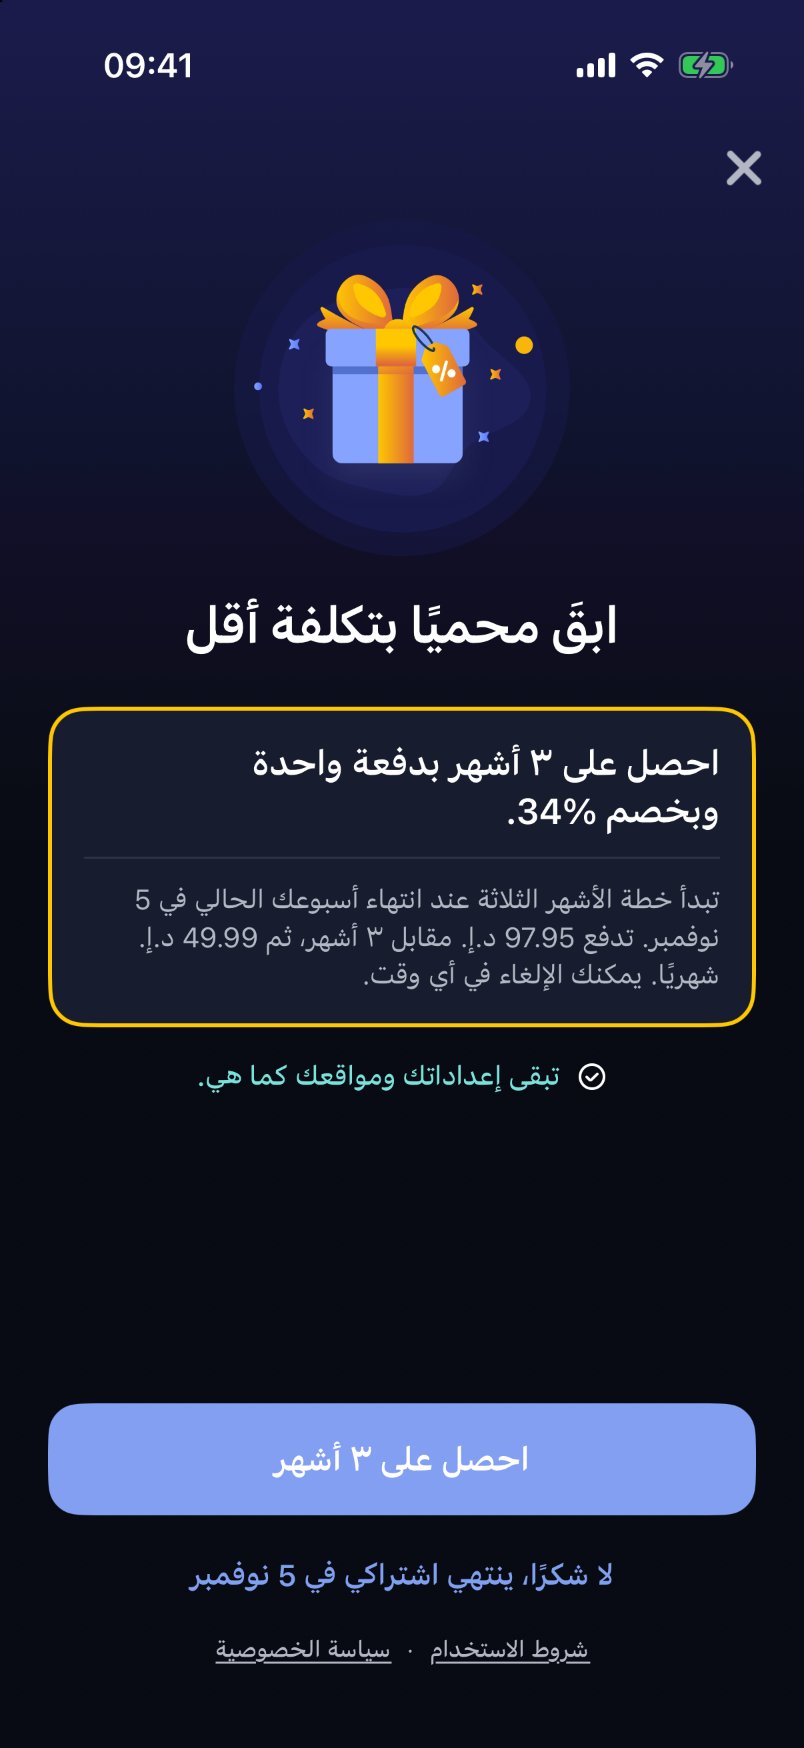 09:41
%
ابقَ محميًا بتكلفة أقل
احصل على ٣ أشهر بدفعة واحدة
وبخصم 34%.
تبدأ خطة الأشهر الثلاثة عند انتهاء أسبوعك الحالي في 5
نوفمبر. تدفع 97.95 د.إ. مقابل ٣ أشهر، ثم 49.99 د.إ.
شهريًا. يمكنك الإلغاء في أي وقت.
تبقى إعداداتك ومواقعك كما هي.
احصل على ٣ أشهر
لا شكرًا، ينتهي اشتراكي في 5 نوفمبر
شروط الاستخدام · سياسة الخصوصية